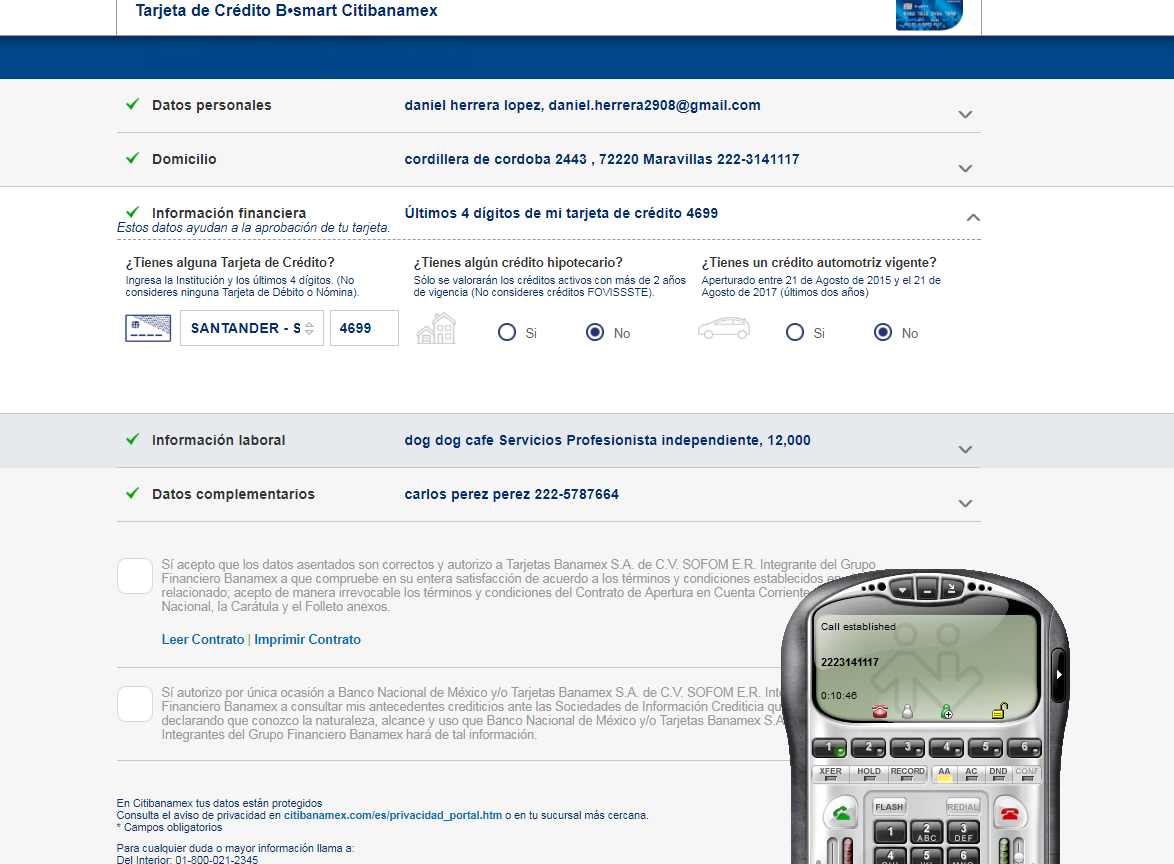 Tarjeta de Crédito B•smart Citibanamex
Datos personales
daniel herrera lopez, daniel.herrera2908@gmail.com
Domicilio
cordillera de cordoba 2443 , 72220 Maravillas 222-3141117
Información financiera
Últimos 4 dígitos de mi tarjeta de crédito 4699
Estos datos ayudan a la aprobación de tu tarjeta.
¿Tienes alguna Tarjeta de Crédito?
Ingresa la Institución y los últimos 4 dígitos. (No
consideres ninguna Tarjeta de Débito o Nómina).
SANTANDER - S
4699
¿Tienes algún crédito hipotecario?
Sólo se valorarán los créditos activos con más de 2 años
de vigencia (No consideres créditos FOVISSSTE).
Si
No
¿Tienes un crédito automotriz vigente?
Aperturado entre 21 de Agosto de 2015 y el 21 de
Agosto de 2017 (últimos dos años)
Si
No
Información laboral
dog dog cafe Servicios Profesionista independiente, 12,000
Datos complementarios
carlos perez perez 222-5787664
Sí acepto que los datos asentados son correctos y autorizo a Tarjetas Banamex S.A. de C.V. SOFOM E.R. Integrante del Grupo
Financiero Banamex a que compruebe en su entera satisfacción de acuerdo a los términos y condiciones establecidos en
relacionado; acepto de manera irrevocable los términos y condiciones del Contrato de Apertura en Cuenta Corriente
Nacional, la Carátula y el Folleto anexos.
Leer Contrato | Imprimir Contrato
Sí autorizo por única ocasión a Banco Nacional de México y/o Tarjetas Banamex S.A. de C.V. SOFOM E.R. Inte
Financiero Banamex a consultar mis antecedentes crediticios ante las Sociedades de Información Crediticia qu
declarando que conozco la naturaleza, alcance y uso que Banco Nacional de México y/o Tarjetas Banamex S.A
Integrantes del Grupo Financiero Banamex hará de tal información.
En Citibanamex tus datos están protegidos
Consulta el aviso de privacidad en citibanamex.com/es/privacidad_portal.htm o en tu sucursal más cercana.
* Campos obligatorios
Para cualquier duda o mayor información llama a:
Del Interior: 01-800-021-2345
Call established
2223141117
0:10:46
1 2 3 4 5 6
XFER HOLD RECORD AA AC DND CONF
FLASH REDIAL
1 2 ABC 3 DEF
4 5 6